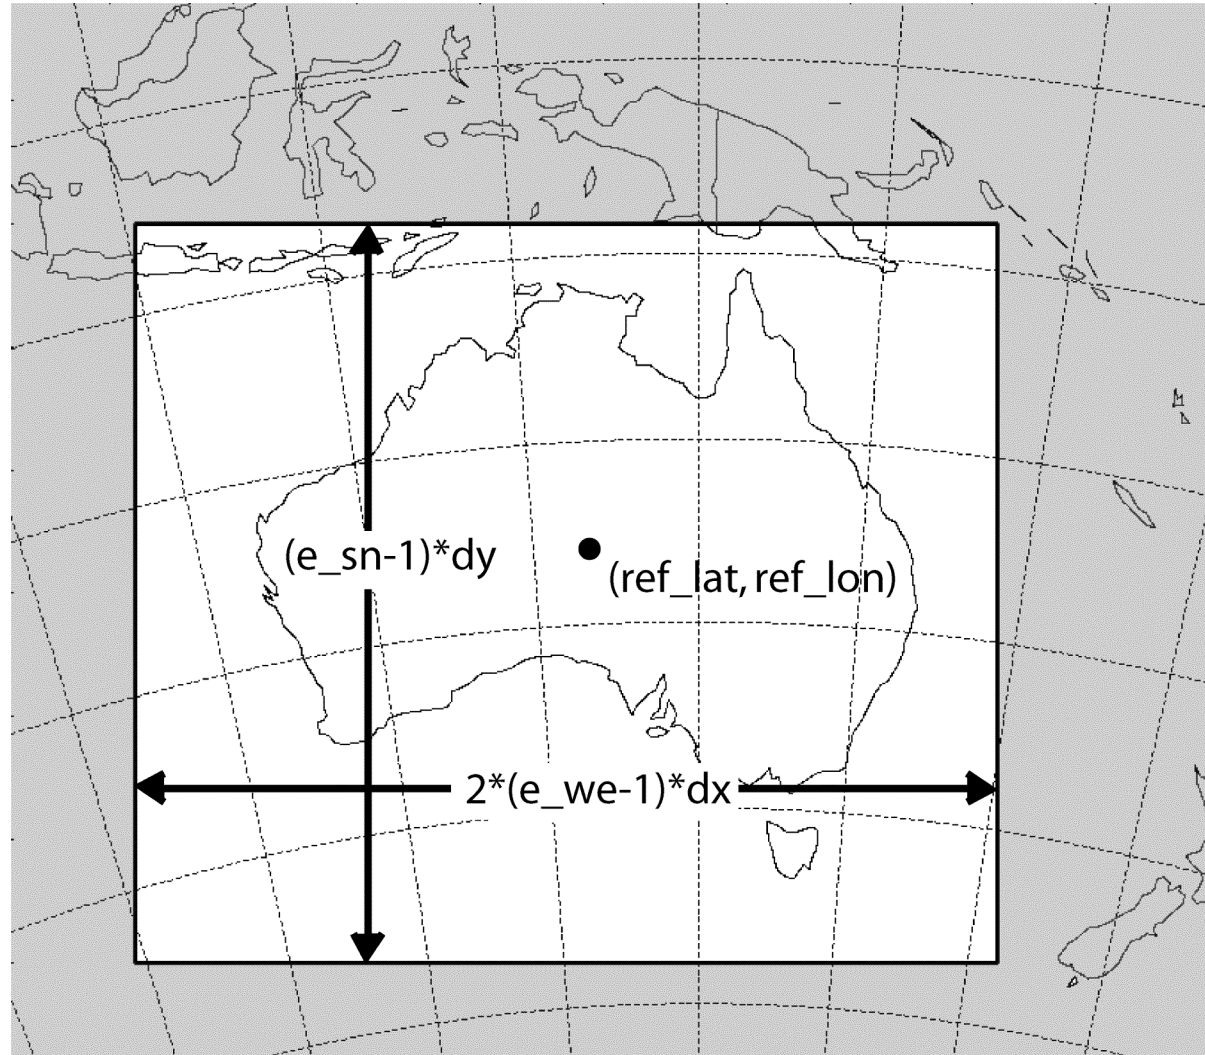 (e_sn-1)*dy
(ref_lat, ref_lon)
2*(e_we-1)*dx